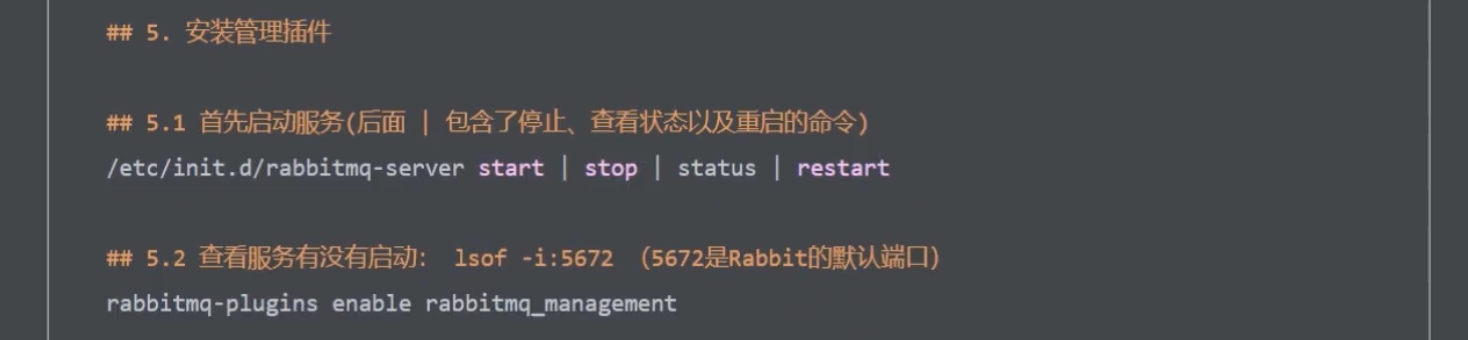 ## 5. 安装管理插件
## 5.1 首先启动服务(后面 | 包含了停止、查看状态以及重启的命令)
/etc/init.d/rabbitmq-server start | stop | status | restart
## 5.2 查看服务有没有启动： lsof -i:5672 （5672是Rabbit的默认端口）
rabbitmq-plugins enable rabbitmq_management